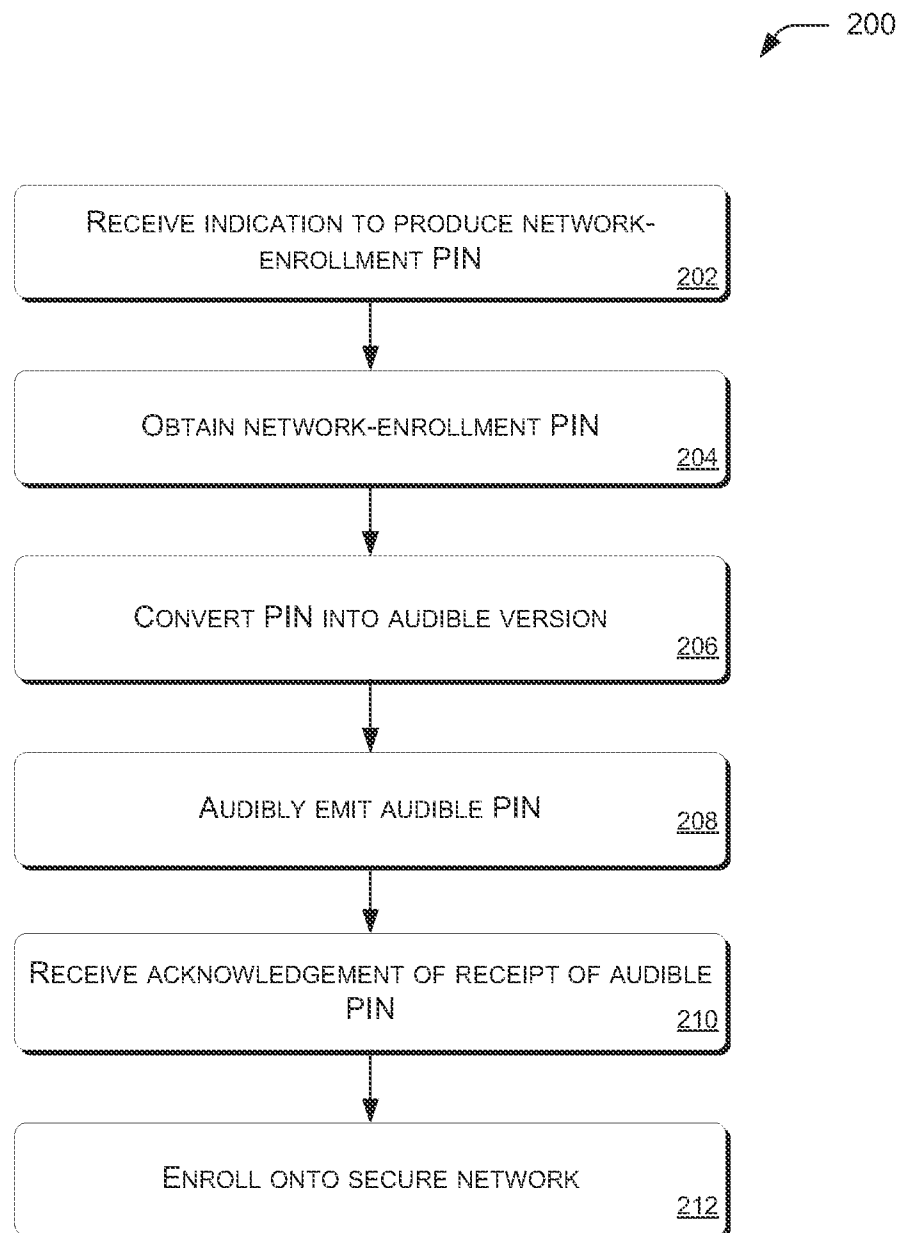 200
RECEIVE INDICATION TO PRODUCE NETWORK-
ENROLLMENT PIN
202
OBTAIN NETWORK-ENROLLMENT PIN
204
CONVERT PIN INTO AUDIBLE VERSION
206
AUDIBLY EMIT AUDIBLE PIN
208
RECEIVE ACKNOWLEDGEMENT OF RECEIPT OF AUDIBLE
PIN
210
ENROLL ONTO SECURE NETWORK
212